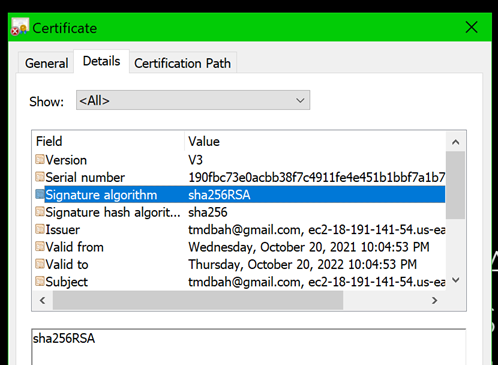 Certificate
General Details Certification Path
Show: <All>
Field Value
Version V3
Serial number 190fbc73e0acbb38f7c4911fe4e451b1bbf7a1b7
Signature algorithm sha256RSA
Signature hash algorit... sha256
Issuer tmdbah@gmail.com, ec2-18-191-141-54.us-ea
Valid from Wednesday, October 20, 2021 10:04:53 PM
Valid to Thursday, October 20, 2022 10:04:53 PM
Subject tmdbah@gmail.com, ec2-18-191-141-54.us-ea
sha256RSA